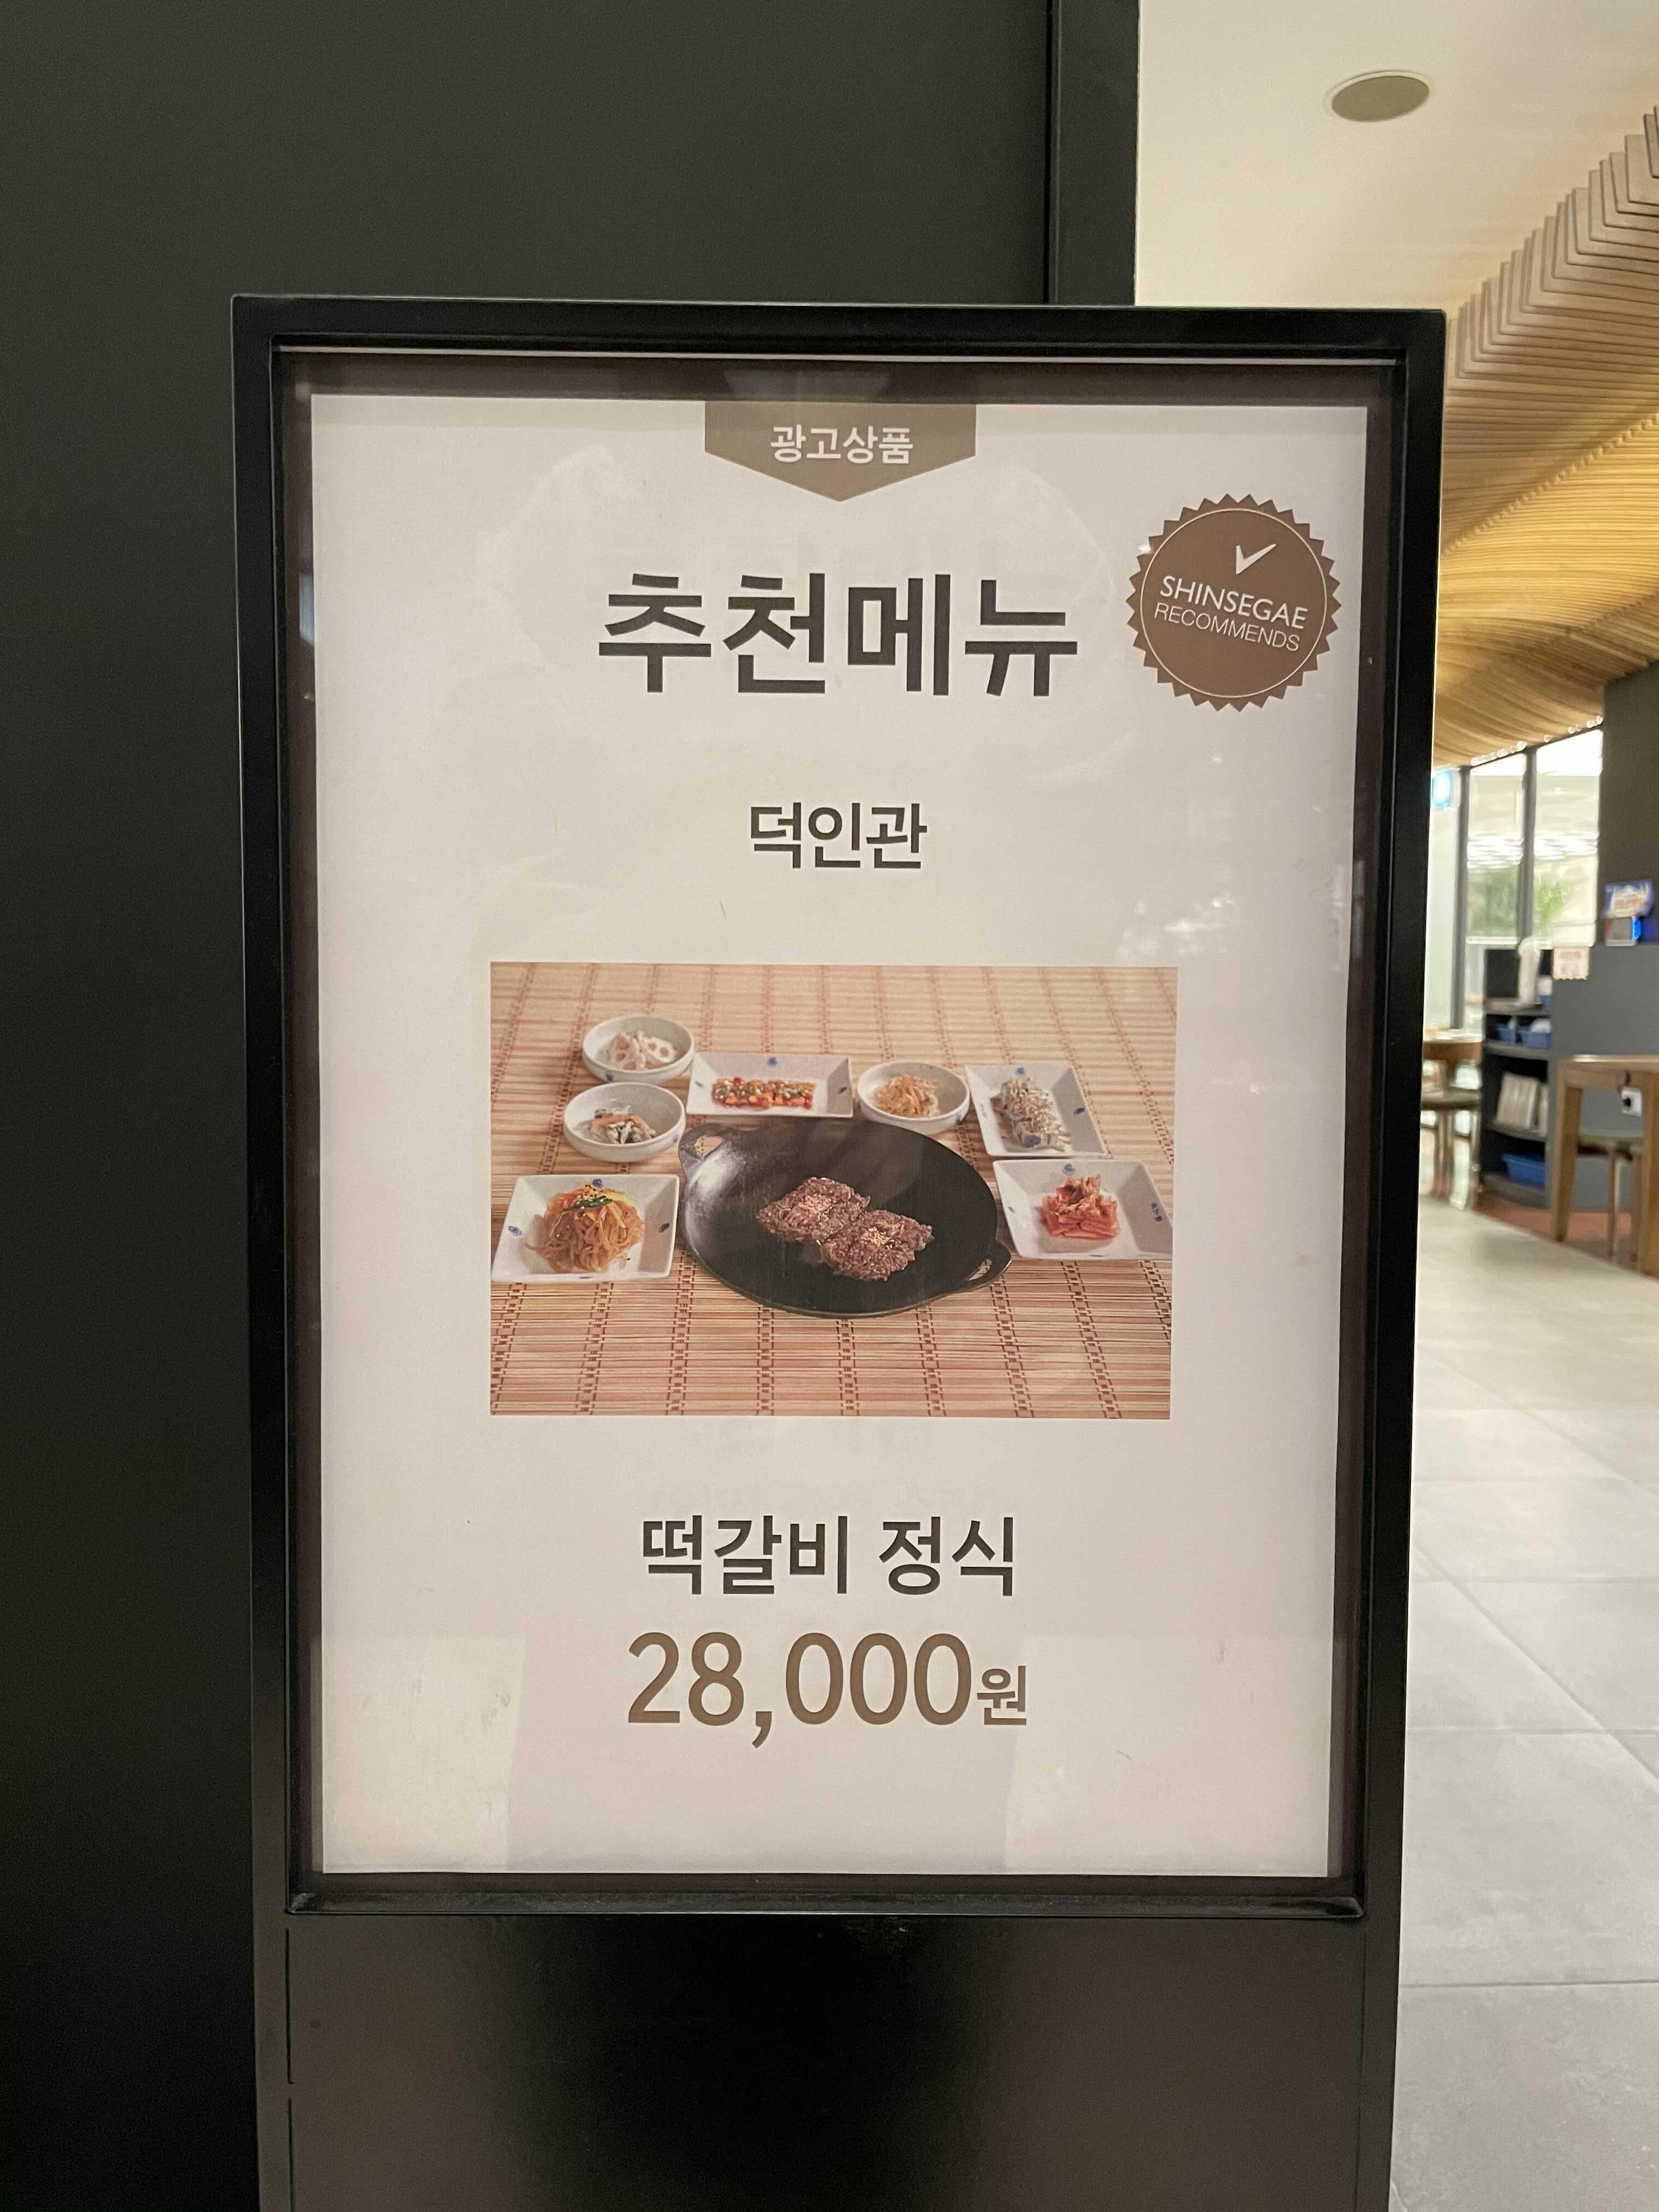 광고상품
SHINSEGAE
RECOMMENDS
추천메뉴
덕인관
떡갈비 정식
28,000원